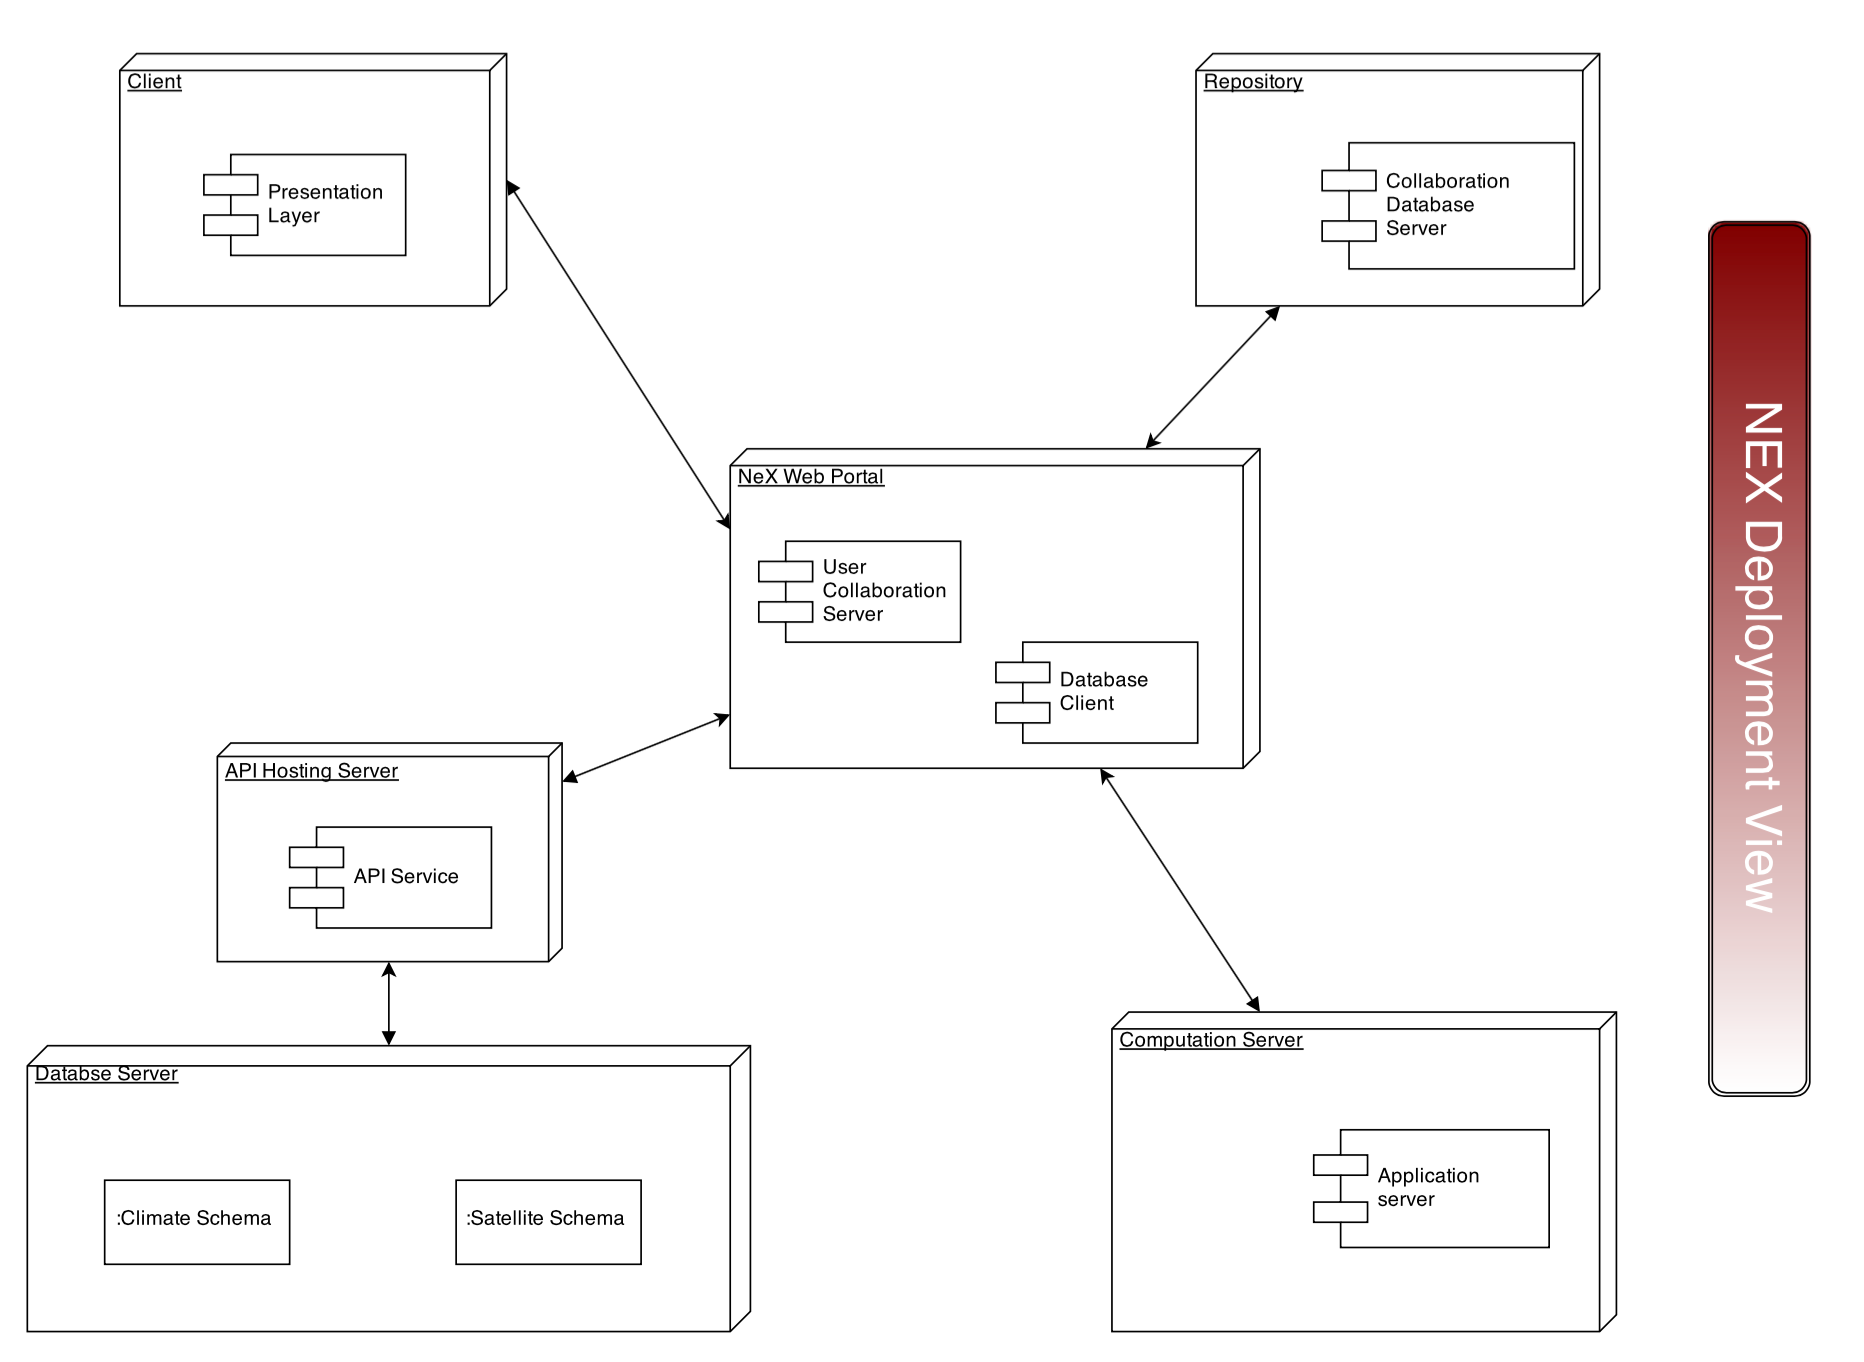 Client
Presentation
Layer
Repository
Collaboration
Database
Server
NeX Web Portal
User
Collaboration
Server
Database
Client
API Hosting Server
API Service
Databse Server
:Climate Schema
:Satellite Schema
Computation Server
Application
server
NEX Deployment View